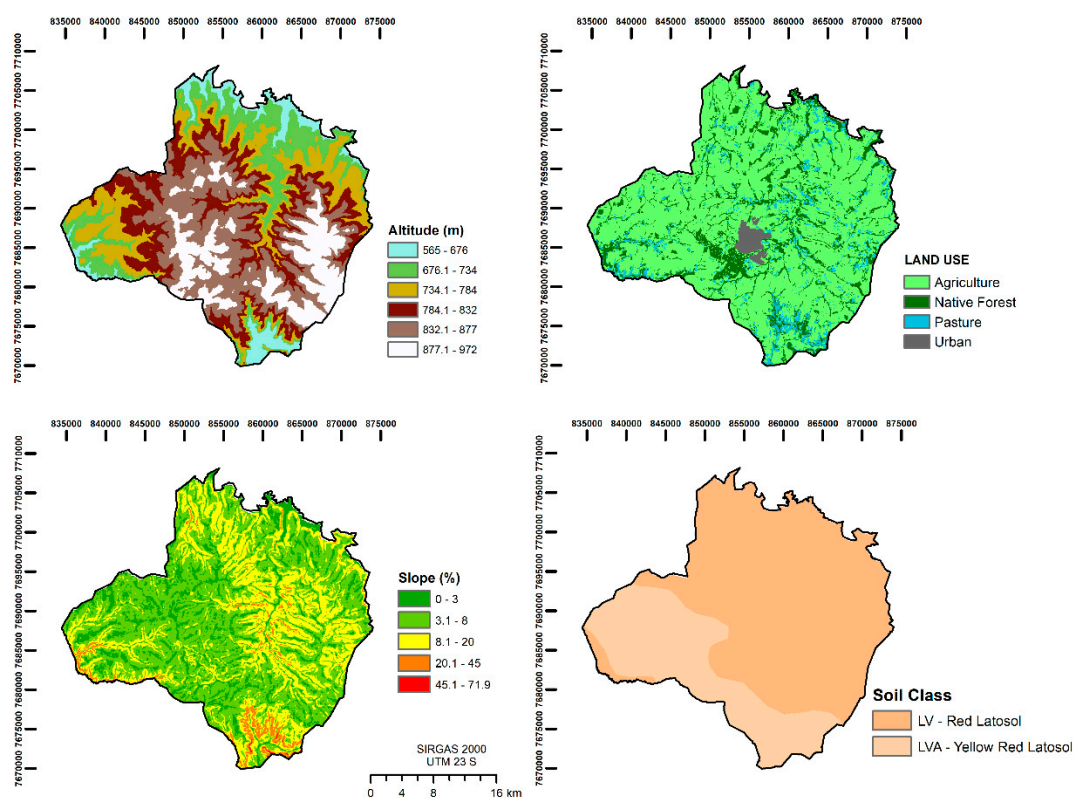 835000 840000 845000 850000 855000 860000 865000 870000 875000
7710000
7705000
7700000
7695000
7690000
7685000
7680000
7675000
7670000
Altitude (m)
565 - 676
676.1 - 734
734.1 - 784
784.1 - 832
832.1 - 877
877.1 - 972
835000 840000 845000 850000 855000 860000 865000 870000 875000
7710000
7705000
7700000
7695000
7690000
7685000
7680000
7675000
7670000
LAND USE
Agriculture
Native Forest
Pasture
Urban
835000 840000 845000 850000 855000 860000 865000 870000 875000
7710000
7705000
7700000
7695000
7690000
7685000
7680000
7675000
7670000
Slope (%)
0 - 3
3.1 - 8
8.1 - 20
20.1 - 45
45.1 - 71.9
SIRGAS 2000
UTM 23 S
0 4 8 16 km
835000 840000 845000 850000 855000 860000 865000 870000 875000
7710000
7705000
7700000
7695000
7690000
7685000
7680000
7675000
7670000
Soil Class
LV - Red Latosol
LVA - Yellow Red Latosol